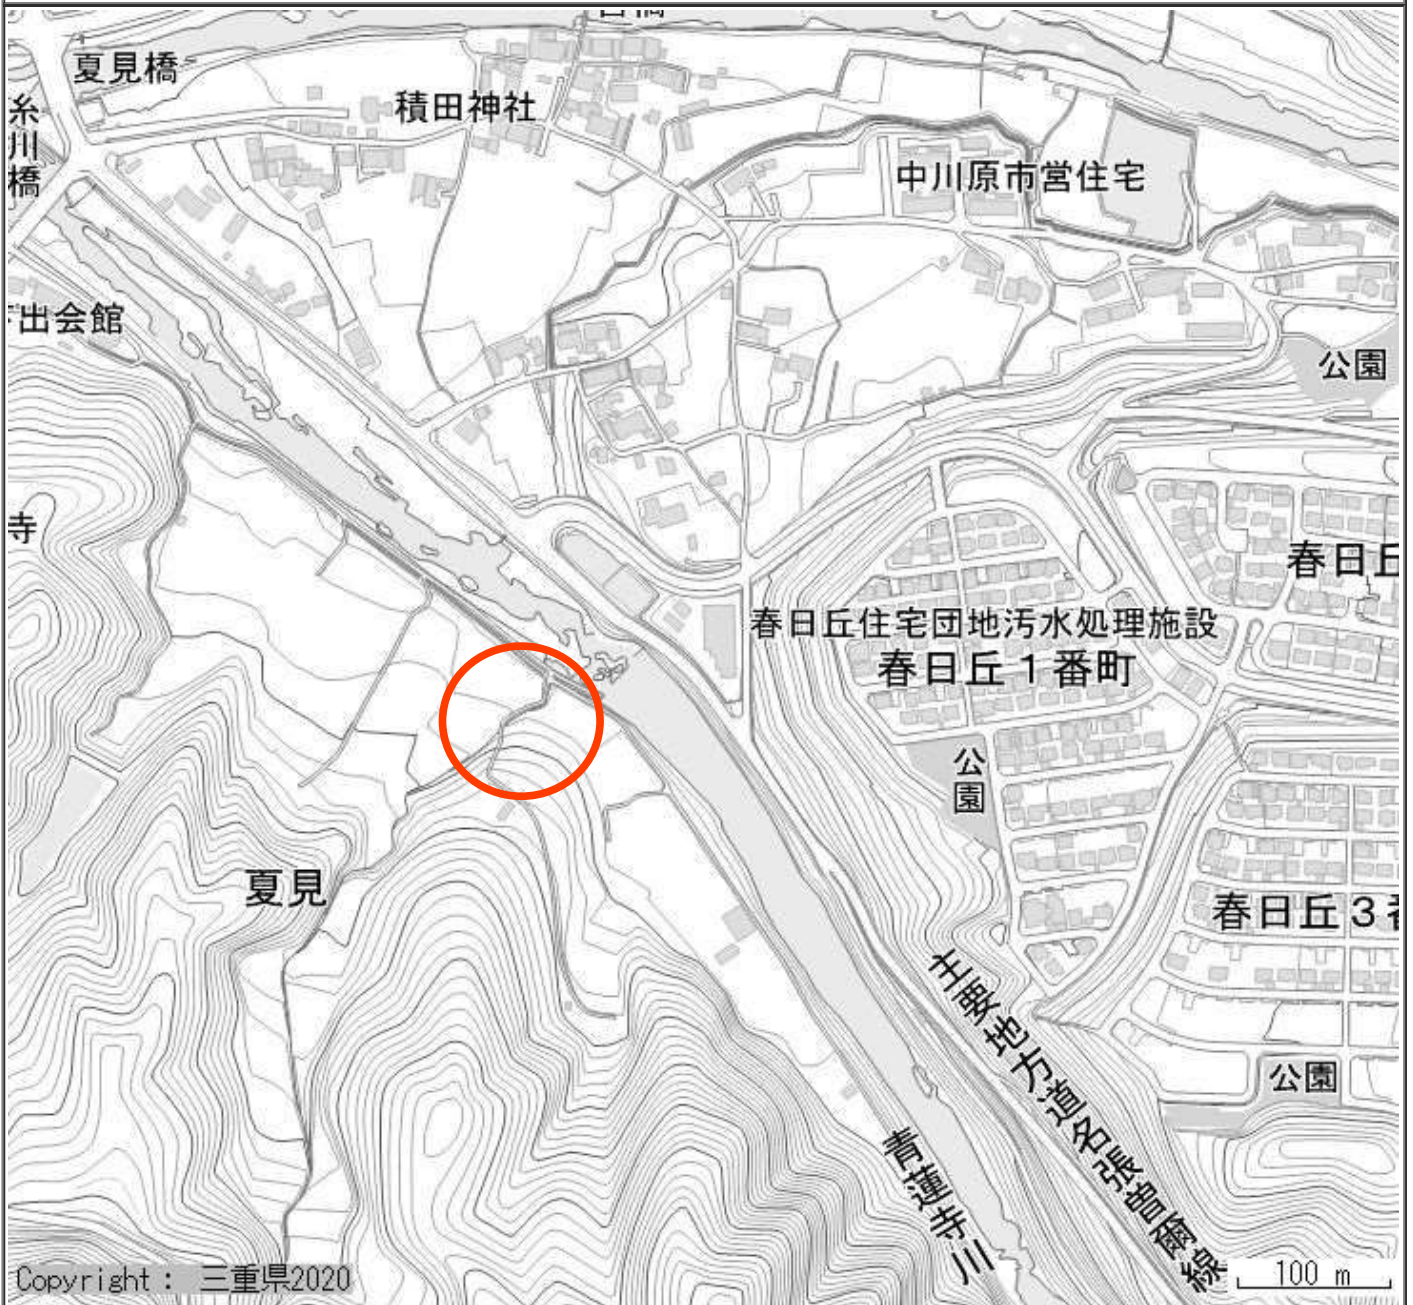 夏見橋
積田神社
糸川橋
中川原市営住宅
出会館
公園
寺
春日丘
春日丘住宅団地汚水処理施設
春日丘1番町
公園
夏見
春日丘3番
主要地方道名張曽爾線
公園
青蓮寺川
Copyright： 三重県2020
100 m